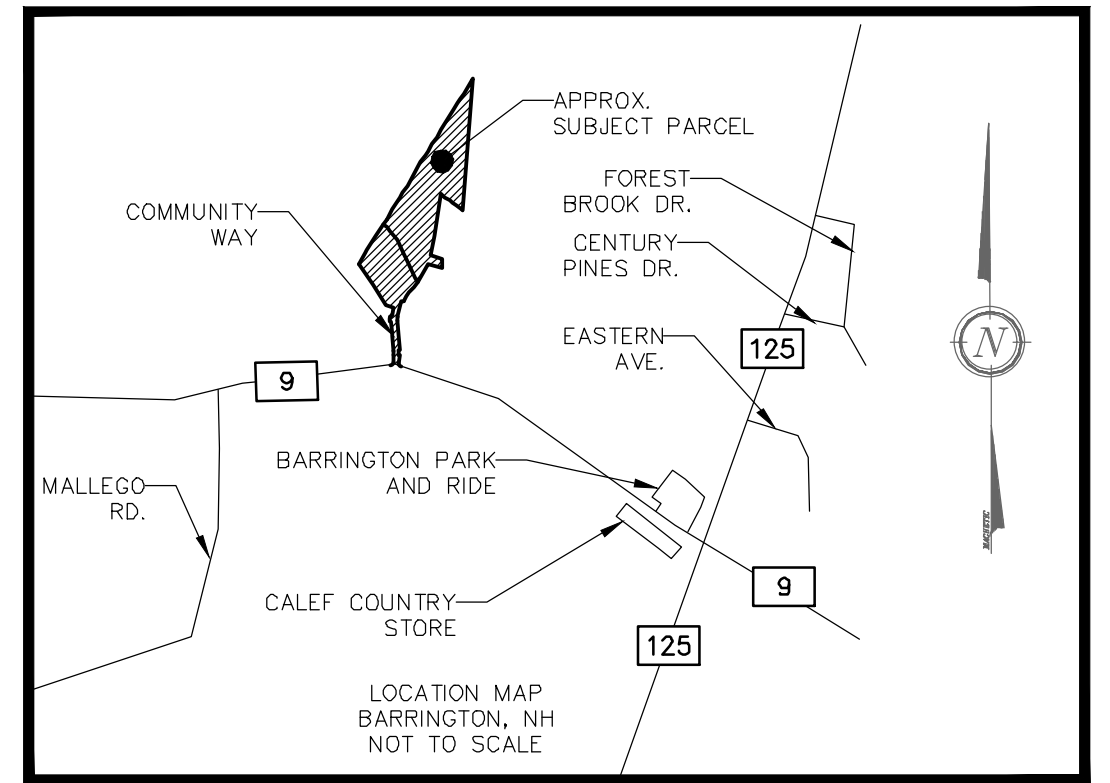 APPROX.
SUBJECT PARCEL
FOREST
BROOK DR.
COMMUNITY
WAY
CENTURY
PINES DR.
EASTERN
AVE.
125
N
9
BARRINGTON PARK
AND RIDE
MALLEGO
RD.
MAGNETIC
9
CALEF COUNTRY
STORE
125
LOCATION MAP
BARRINGTON, NH
NOT TO SCALE